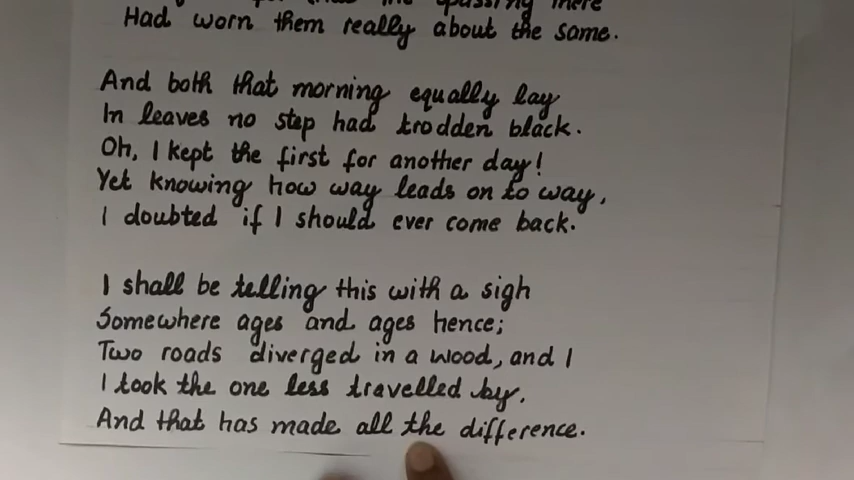 the passing there
Had worn them really about the same.
And both that morning equally lay
In leaves no step had trodden black.
Oh, I kept the first for another day!
Yet knowing how way leads on to way,
I doubted if I should ever come back.
I shall be telling this with a sigh
Somewhere ages and ages hence;
Two roads diverged in a wood, and I
I took the one less travelled by,
And that has made all the difference.